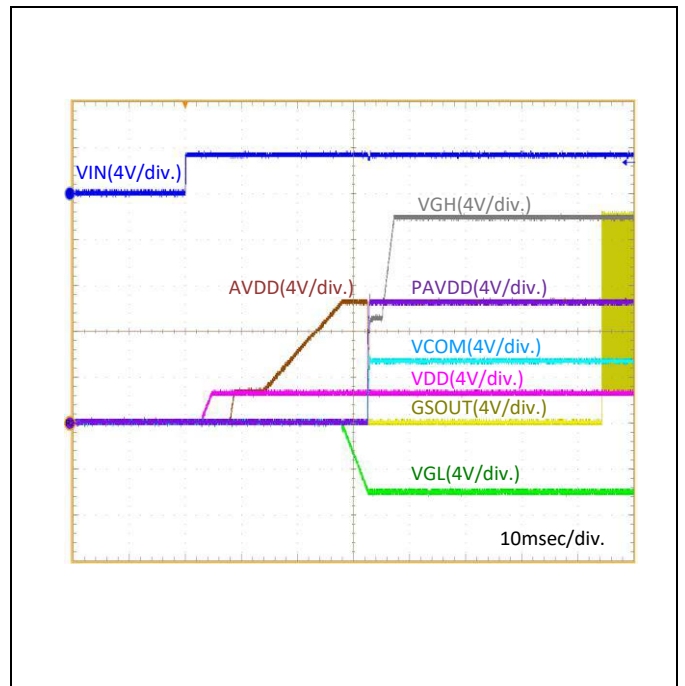 VIN(4V/div.)
VGH(4V/div.)
AVDD(4V/div.)
PAVDD(4V/div.)
VCOM(4V/div.)
VDD(4V/div.)
GSOUT(4V/div.)
VGL(4V/div.)
10msec/div.